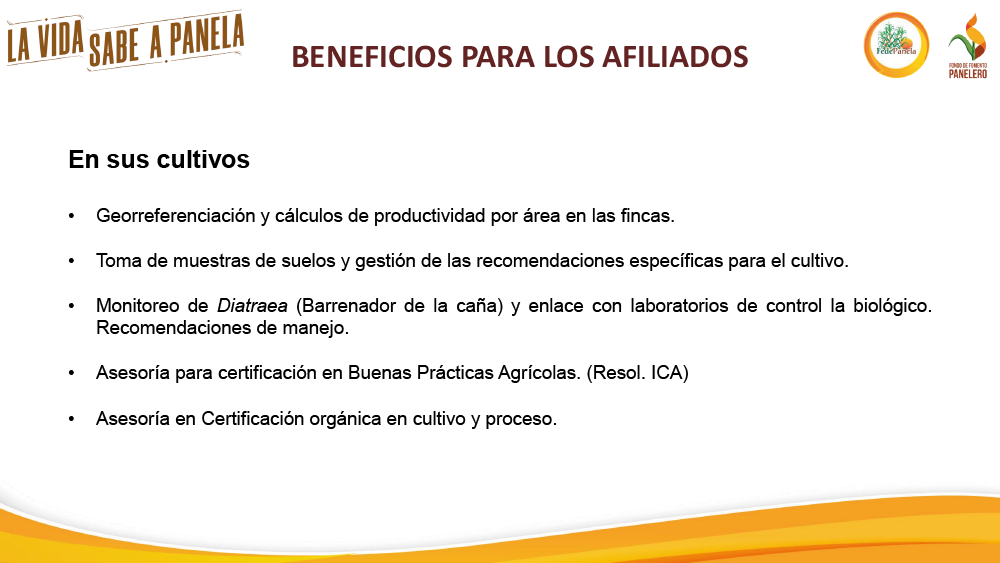 LA VIDA
SABE A PANELA
BENEFICIOS PARA LOS AFILIADOS
FedePanela
FONDO DE FOMENTO
PANELERO
En sus cultivos
• Georreferenciación y cálculos de productividad por área en las fincas.
• Toma de muestras de suelos y gestión de las recomendaciones específicas para el cultivo.
• Monitoreo de Diatraea (Barrenador de la caña) y enlace con laboratorios de control la biológico.
Recomendaciones de manejo.
• Asesoría para certificación en Buenas Prácticas Agrícolas. (Resol. ICA)
• Asesoría en Certificación orgánica en cultivo y proceso.